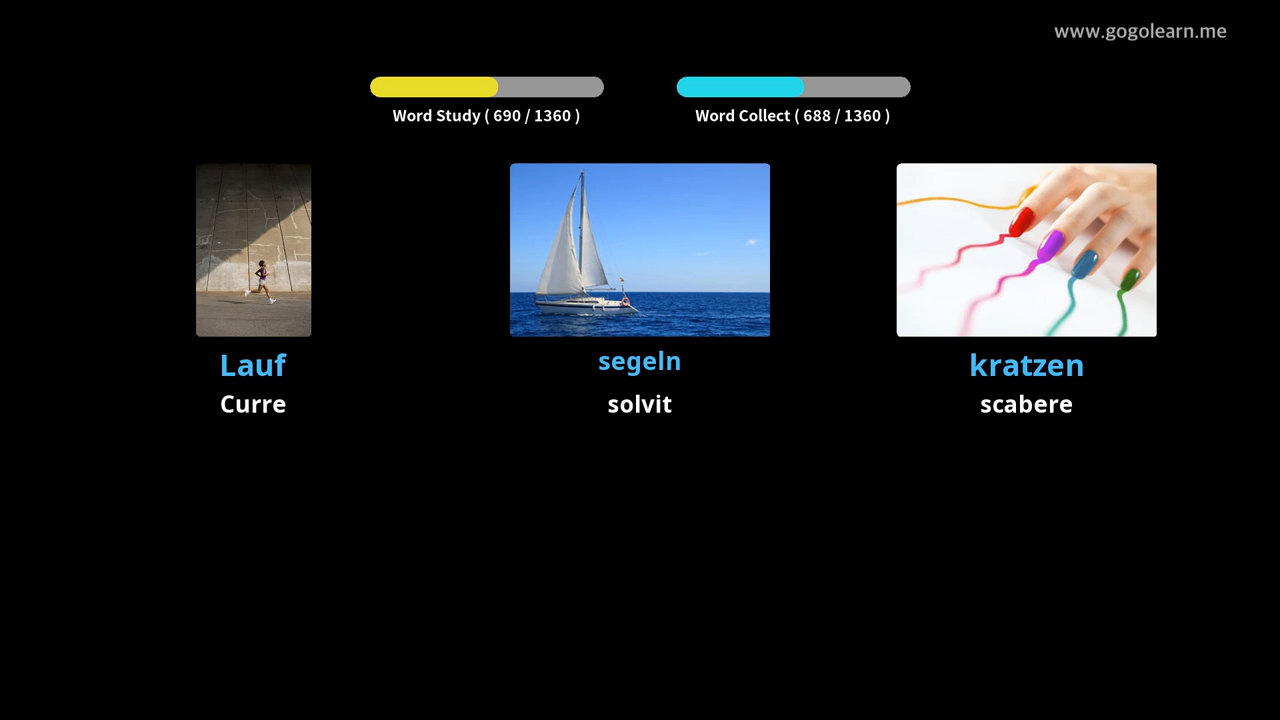 www.gogolearn.me
Word Study ( 690 / 1360 )
Word Collect ( 688 / 1360 )
Lauf
Curre
segeln
solvit
kratzen
scabere